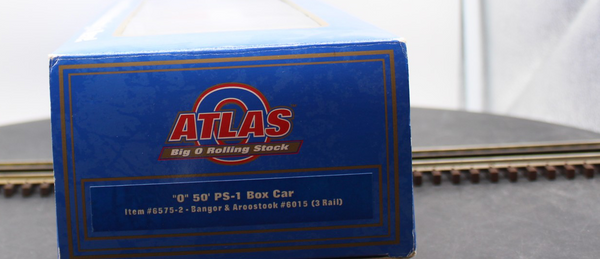 ATLAS
Big O Rolling Stock
"O" 50' PS-1 Box Car
Item #6575-2 - Bangor & Aroostook #6015 (3 Rail)